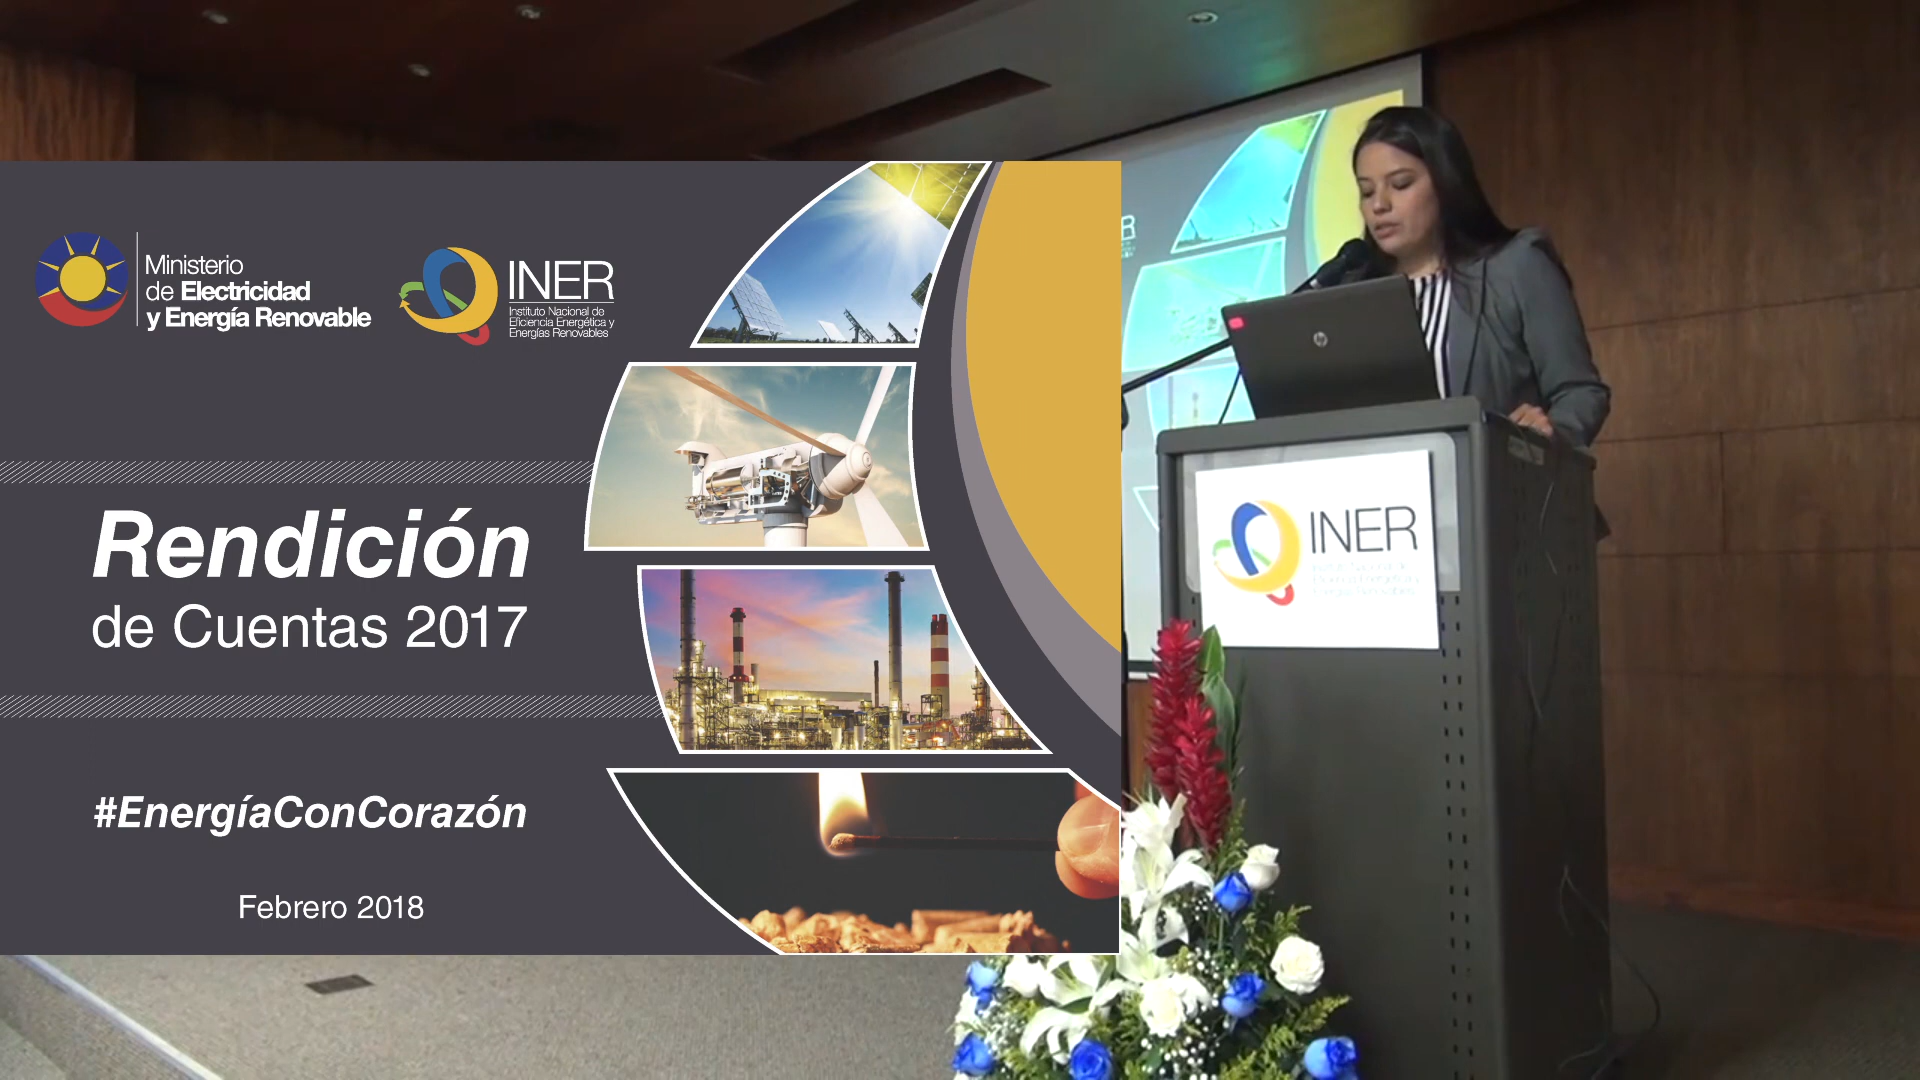 Ministerio
de Electricidad
y Energía Renovable
INER
Instituto Nacional de
Eficiencia Energética y
Energías Renovables
Rendición
de Cuentas 2017
#EnergíaConCorazón
Febrero 2018
hp
INER